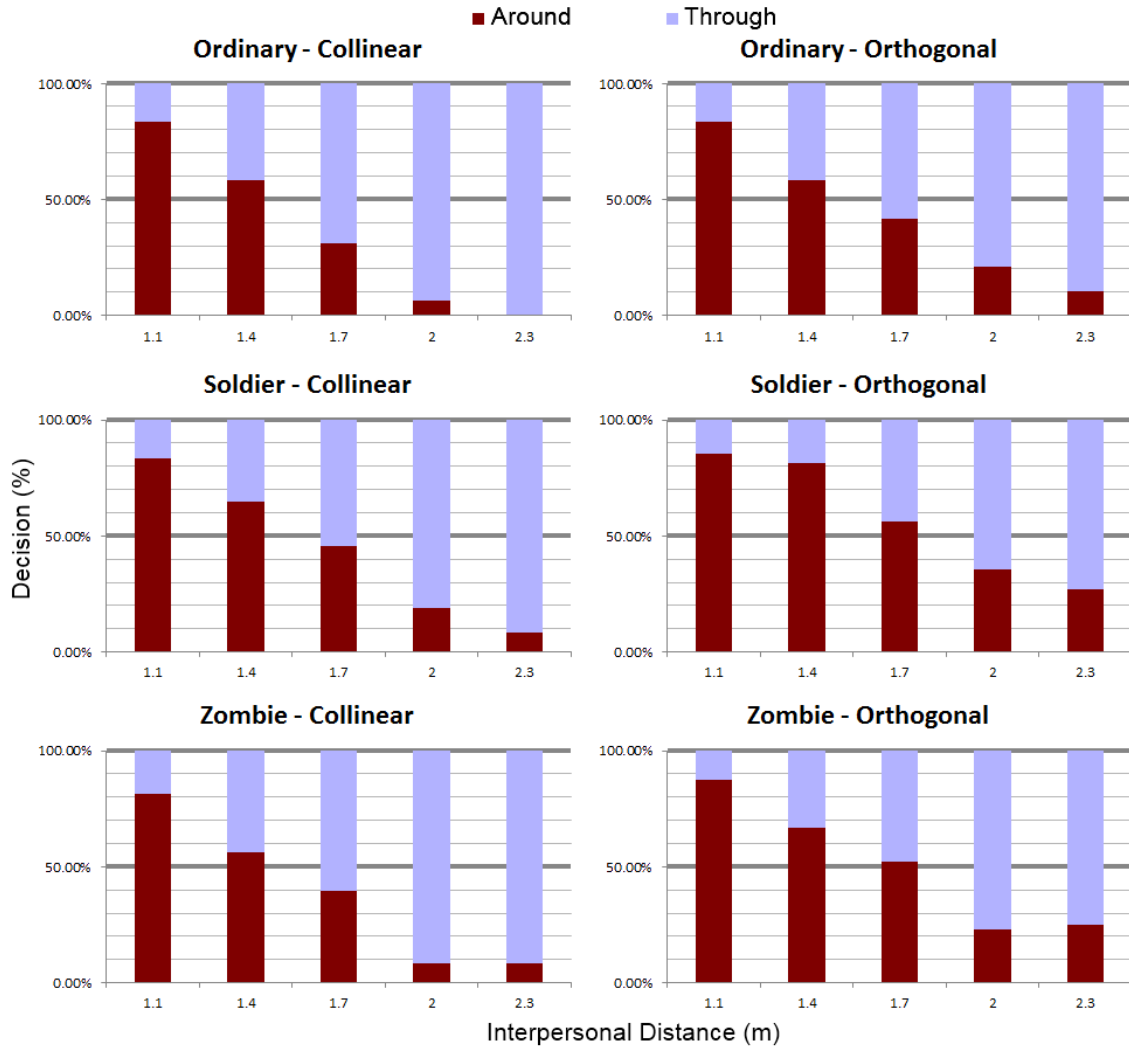 Around Through
Ordinary - Collinear
100.00%
50.00%
0.00%
1.1 1.4 1.7 2 2.3
Ordinary - Orthogonal
100.00%
50.00%
0.00%
1.1 1.4 1.7 2 2.3
Soldier - Collinear
100.00%
50.00%
0.00%
1.1 1.4 1.7 2 2.3
Soldier - Orthogonal
100.00%
50.00%
0.00%
1.1 1.4 1.7 2 2.3
Zombie - Collinear
100.00%
50.00%
0.00%
1.1 1.4 1.7 2 2.3
Zombie - Orthogonal
100.00%
50.00%
0.00%
1.1 1.4 1.7 2 2.3
Decision (%)
Interpersonal Distance (m)